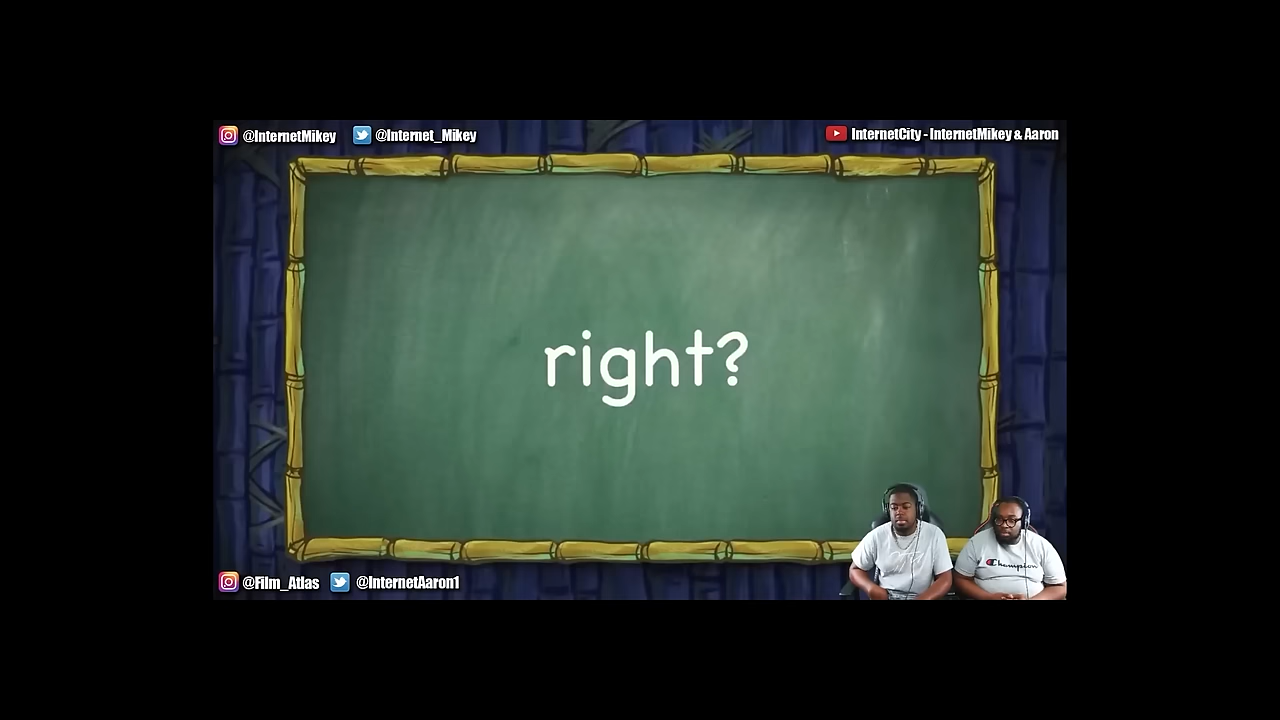 @InternetMikey @Internet_Mikey InternetCity - InternetMikey & Aaron
right?
Champion
@Film_Atlas @InternetAaron1